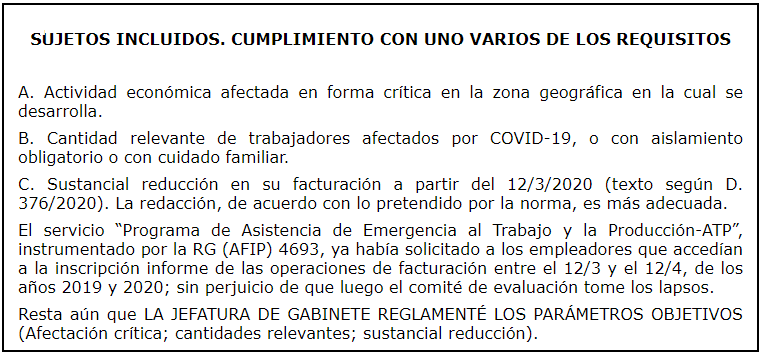 SUJETOS INCLUIDOS. CUMPLIMIENTO CON UNO VARIOS DE LOS REQUISITOS
A. Actividad económica afectada en forma crítica en la zona geográfica en la cual se
desarrolla.
B. Cantidad relevante de trabajadores afectados por COVID-19, o con aislamiento
obligatorio o con cuidado familiar.
C. Sustancial reducción en su facturación a partir del 12/3/2020 (texto según D.
376/2020). La redacción, de acuerdo con lo pretendido por la norma, es más adecuada.
El servicio “Programa de Asistencia de Emergencia al Trabajo y la Producción-ATP”,
instrumentado por la RG (AFIP) 4693, ya había solicitado a los empleadores que accedían
a la inscripción informe de las operaciones de facturación entre el 12/3 y el 12/4, de los
años 2019 y 2020; sin perjuicio de que luego el comité de evaluación tome los lapsos.
Resta aún que LA JEFATURA DE GABINETE REGLAMENTÉ LOS PARÁMETROS OBJETIVOS
(Afectación crítica; cantidades relevantes; sustancial reducción).